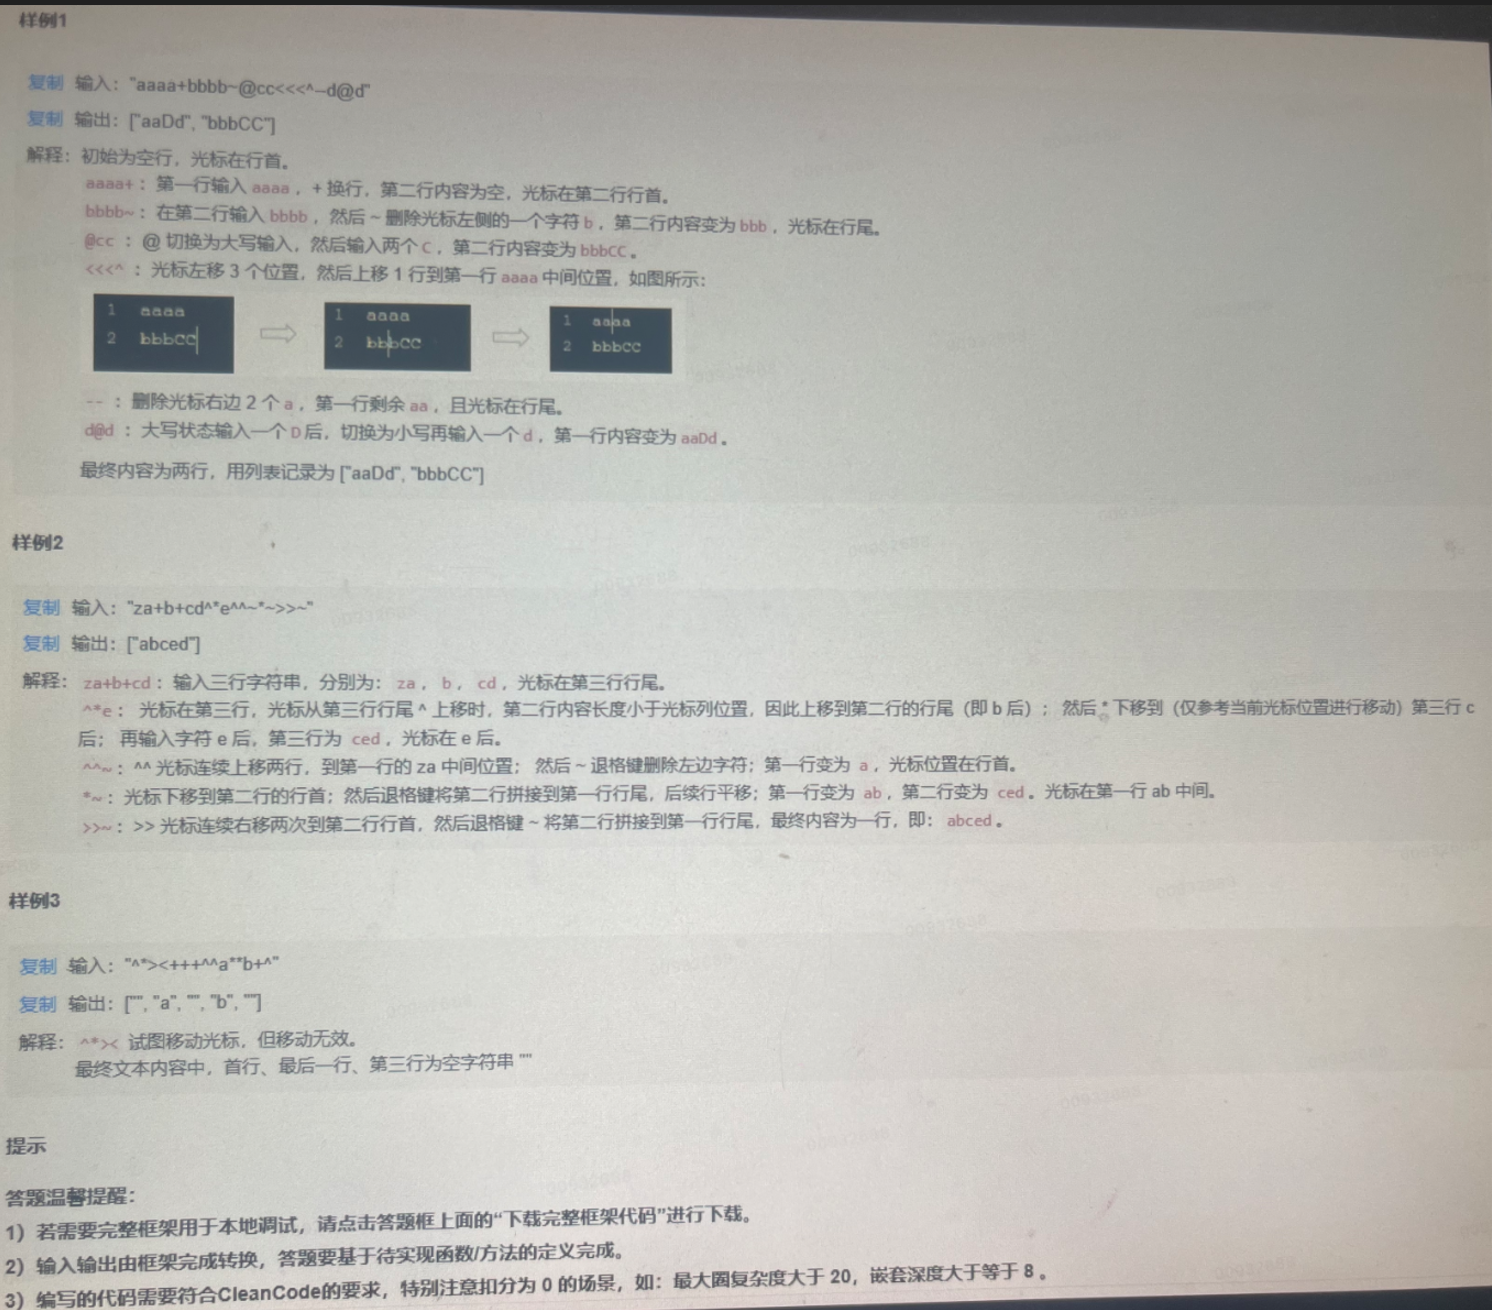 样例1
复制 输入："aaaa+bbbb~@cc<<<^--d@d"
复制 输出：["aaDd", "bbbCC"]
解释：初始为空行，光标在行首。
aaaa+：第一行输入 aaaa，+ 换行，第二行内容为空，光标在第二行行首。
bbbb~：在第二行输入 bbbb，然后 ~ 删除光标左侧的一个字符 b，第二行内容变为 bbb，光标在行尾。
@cc ：@ 切换为大写输入，然后输入两个 C，第二行内容变为 bbbCC。
<<<^ ：光标左移 3 个位置，然后上移 1 行到第一行 aaaa 中间位置，如图所示：
1 aaaa 1 aaaa 1 aaaa
2 bbbCC 2 bbbCC 2 bbbCC
-- ：删除光标右边 2 个 a，第一行剩余 aa，且光标在行尾。
d@d ：大写状态输入一个 D 后，切换为小写再输入一个 d，第一行内容变为 aaDd。
最终内容为两行，用列表记录为 ["aaDd", "bbbCC"]
样例2
复制 输入："za+b+cd^*e^^~*~>>~"
复制 输出：["abced"]
解释：za+b+cd：输入三行字符串，分别为：za，b，cd，光标在第三行行尾。
^*e：光标在第三行，光标从第三行行尾 ^ 上移时，第二行内容长度小于光标列位置，因此上移到第二行的行尾（即 b 后）；然后 * 下移到（仅参考当前光标位置进行移动）第三行 c
后；再输入字符 e 后，第三行为 ced，光标在 e 后。
^^~：^^ 光标连续上移两行，到第一行的 za 中间位置；然后 ~ 退格键删除左边字符；第一行变为 a，光标位置在行首。
*~：光标下移到第二行的行首；然后退格键将第二行拼接到第一行行尾，后续行平移；第一行变为 ab，第二行变为 ced。光标在第一行 ab 中间。
>>~：>> 光标连续右移两次到第二行行首，然后退格键 ~ 将第二行拼接到第一行行尾，最终内容为一行，即：abced。
样例3
复制 输入："^*><+++^^a**b+^"
复制 输出：["", "a", "", "b", ""]
解释：^*>< 试图移动光标，但移动无效。
最终文本内容中，首行、最后一行、第三行为空字符串 ""
提示
答题温馨提醒：
1）若需要完整框架用于本地调试，请点击答题框上面的“下载完整框架代码”进行下载。
2）输入输出由框架完成转换，答题要基于待实现函数/方法的定义完成。
3）编写的代码需要符合CleanCode的要求，特别注意扣分为 0 的场景，如：最大圈复杂度大于 20，嵌套深度大于等于 8 。